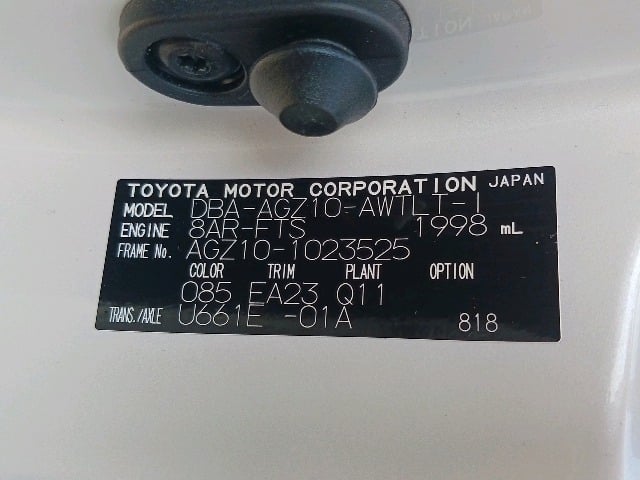 TOYOTA MOTOR CORPORATION JAPAN
MODEL DBA-AGZ10-AWTLT-I
ENGINE 8AR-FTS 1998 mL
FRAME No. AGZ10-1023525
COLOR TRIM PLANT OPTION
085 EA23 Q11
TRANS./AXLE U661E -01A 818